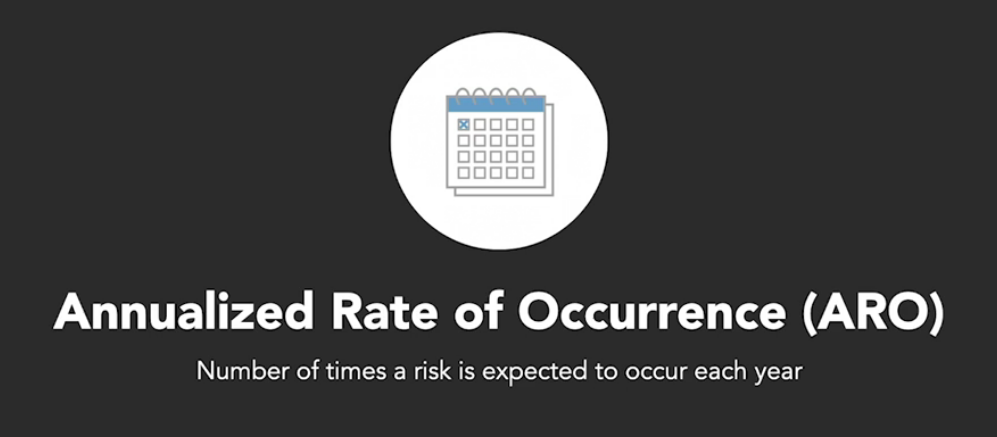 Annualized Rate of Occurrence (ARO)
Number of times a risk is expected to occur each year